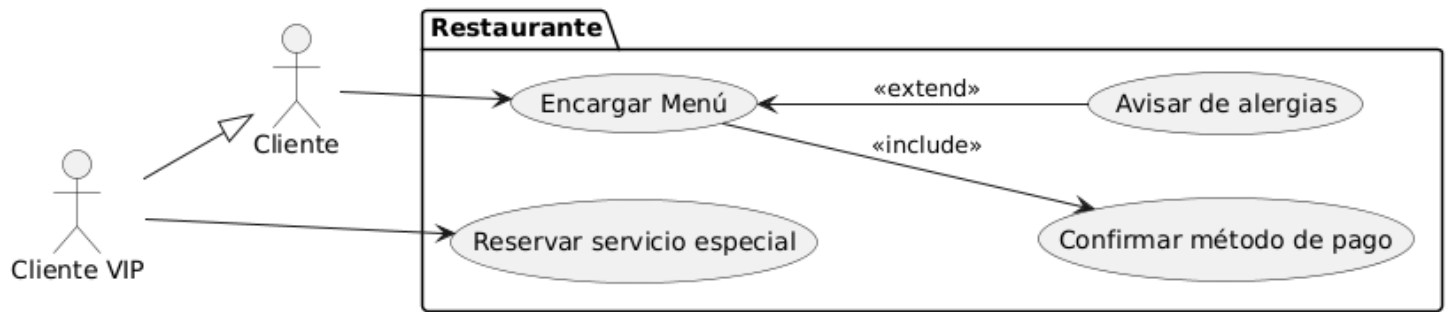 Restaurante
Encargar Menú
«extend»
Avisar de alergias
Cliente
«include»
Cliente VIP
Reservar servicio especial
Confirmar método de pago